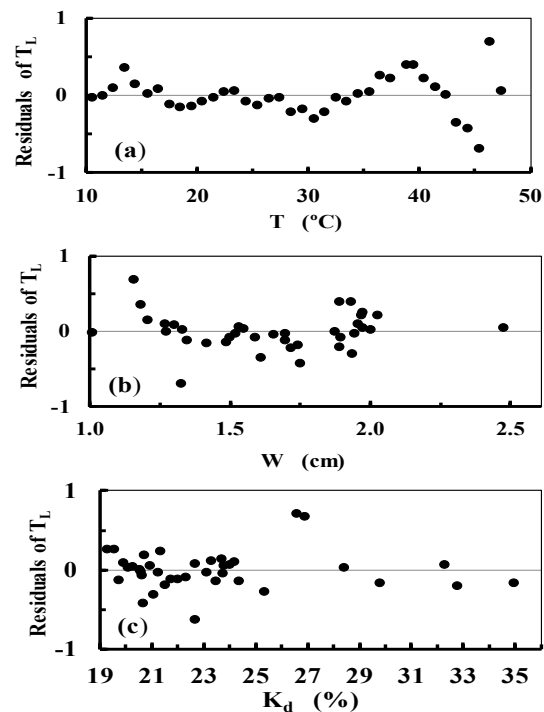 Residuals of T_L
1
0
-1
(a)
10 20 30 40 50
T (°C)
Residuals of T_L
1
0
-1
(b)
1.0 1.5 2.0 2.5
W (cm)
Residuals of T_L
1
0
-1
(c)
19 21 23 25 27 29 31 33 35
K_d (%)